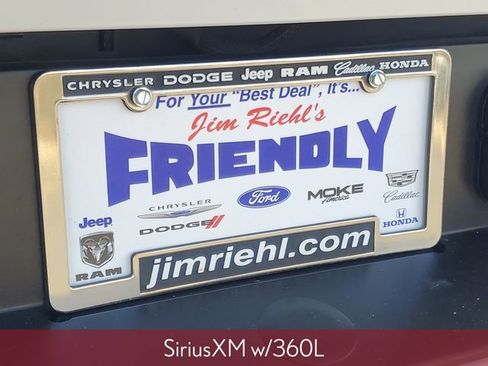 CHRYSLER DODGE Jeep RAM Cadillac HONDA
For Your "Best Deal", It's...
Jim Riehl's
FRIENDLY
CHRYSLER
Jeep
DODGE
Ford
MOKE
America
Cadillac
RAM
HONDA
jimriehl.com
SiriusXM w/360L